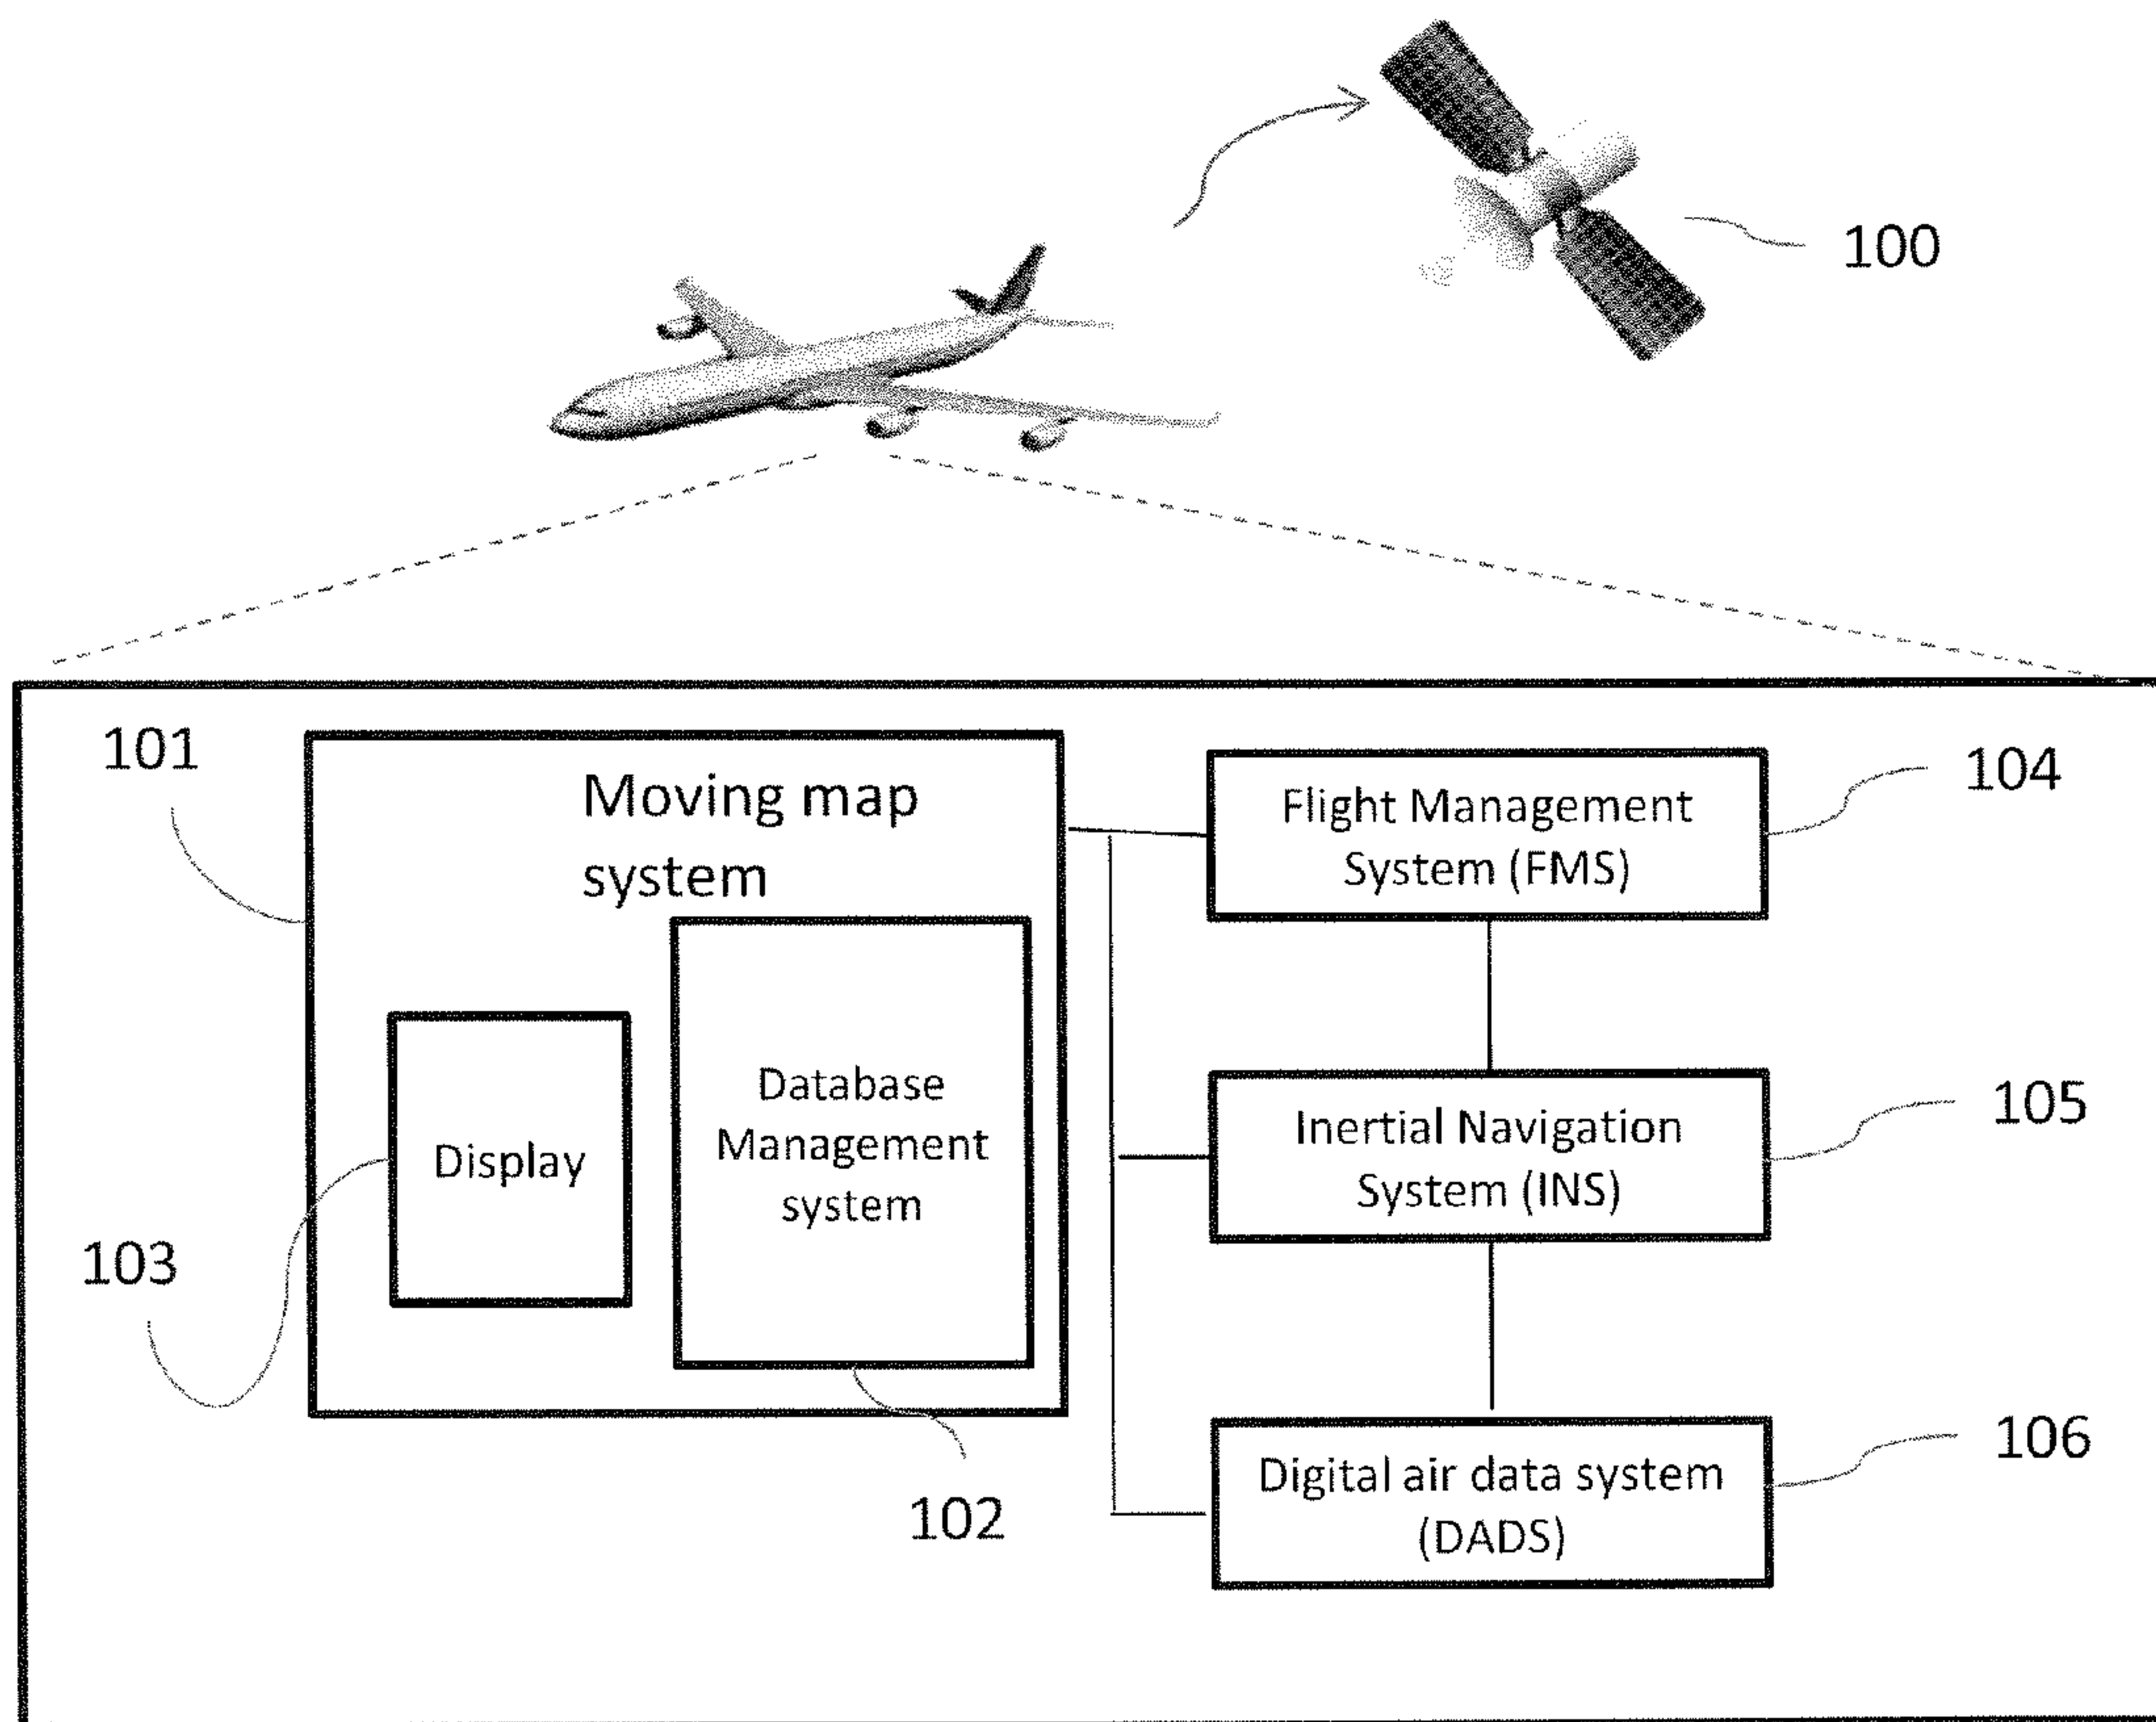 100
101
Moving map
system
Flight Management
System (FMS)
104
Display
Database
Management
system
Inertial Navigation
System (INS)
105
103
102
Digital air data system
(DADS)
106